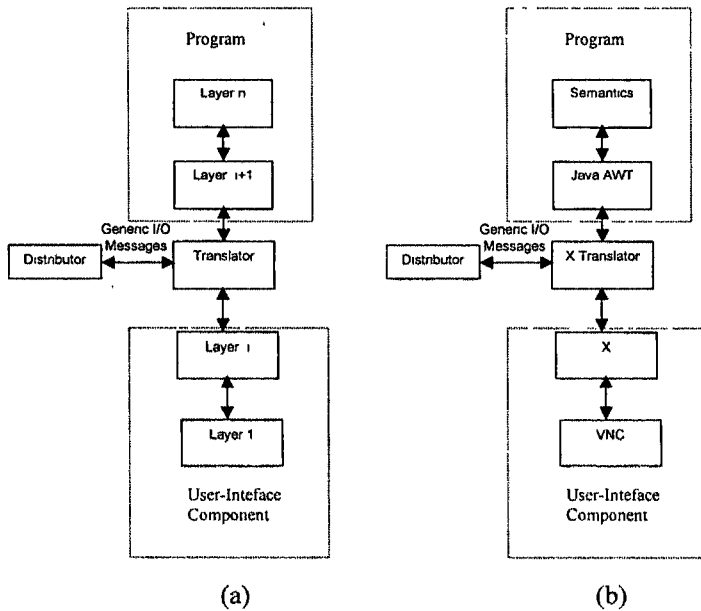 Program
Layer n
Layer i+1
Generic I/O
Messages
Distributor
Translator
Layer i
Layer 1
User-Inteface
Component
(a)
Program
Semantics
Java AWT
Generic I/O
Messages
Distributor
X Translator
X
VNC
User-Inteface
Component
(b)